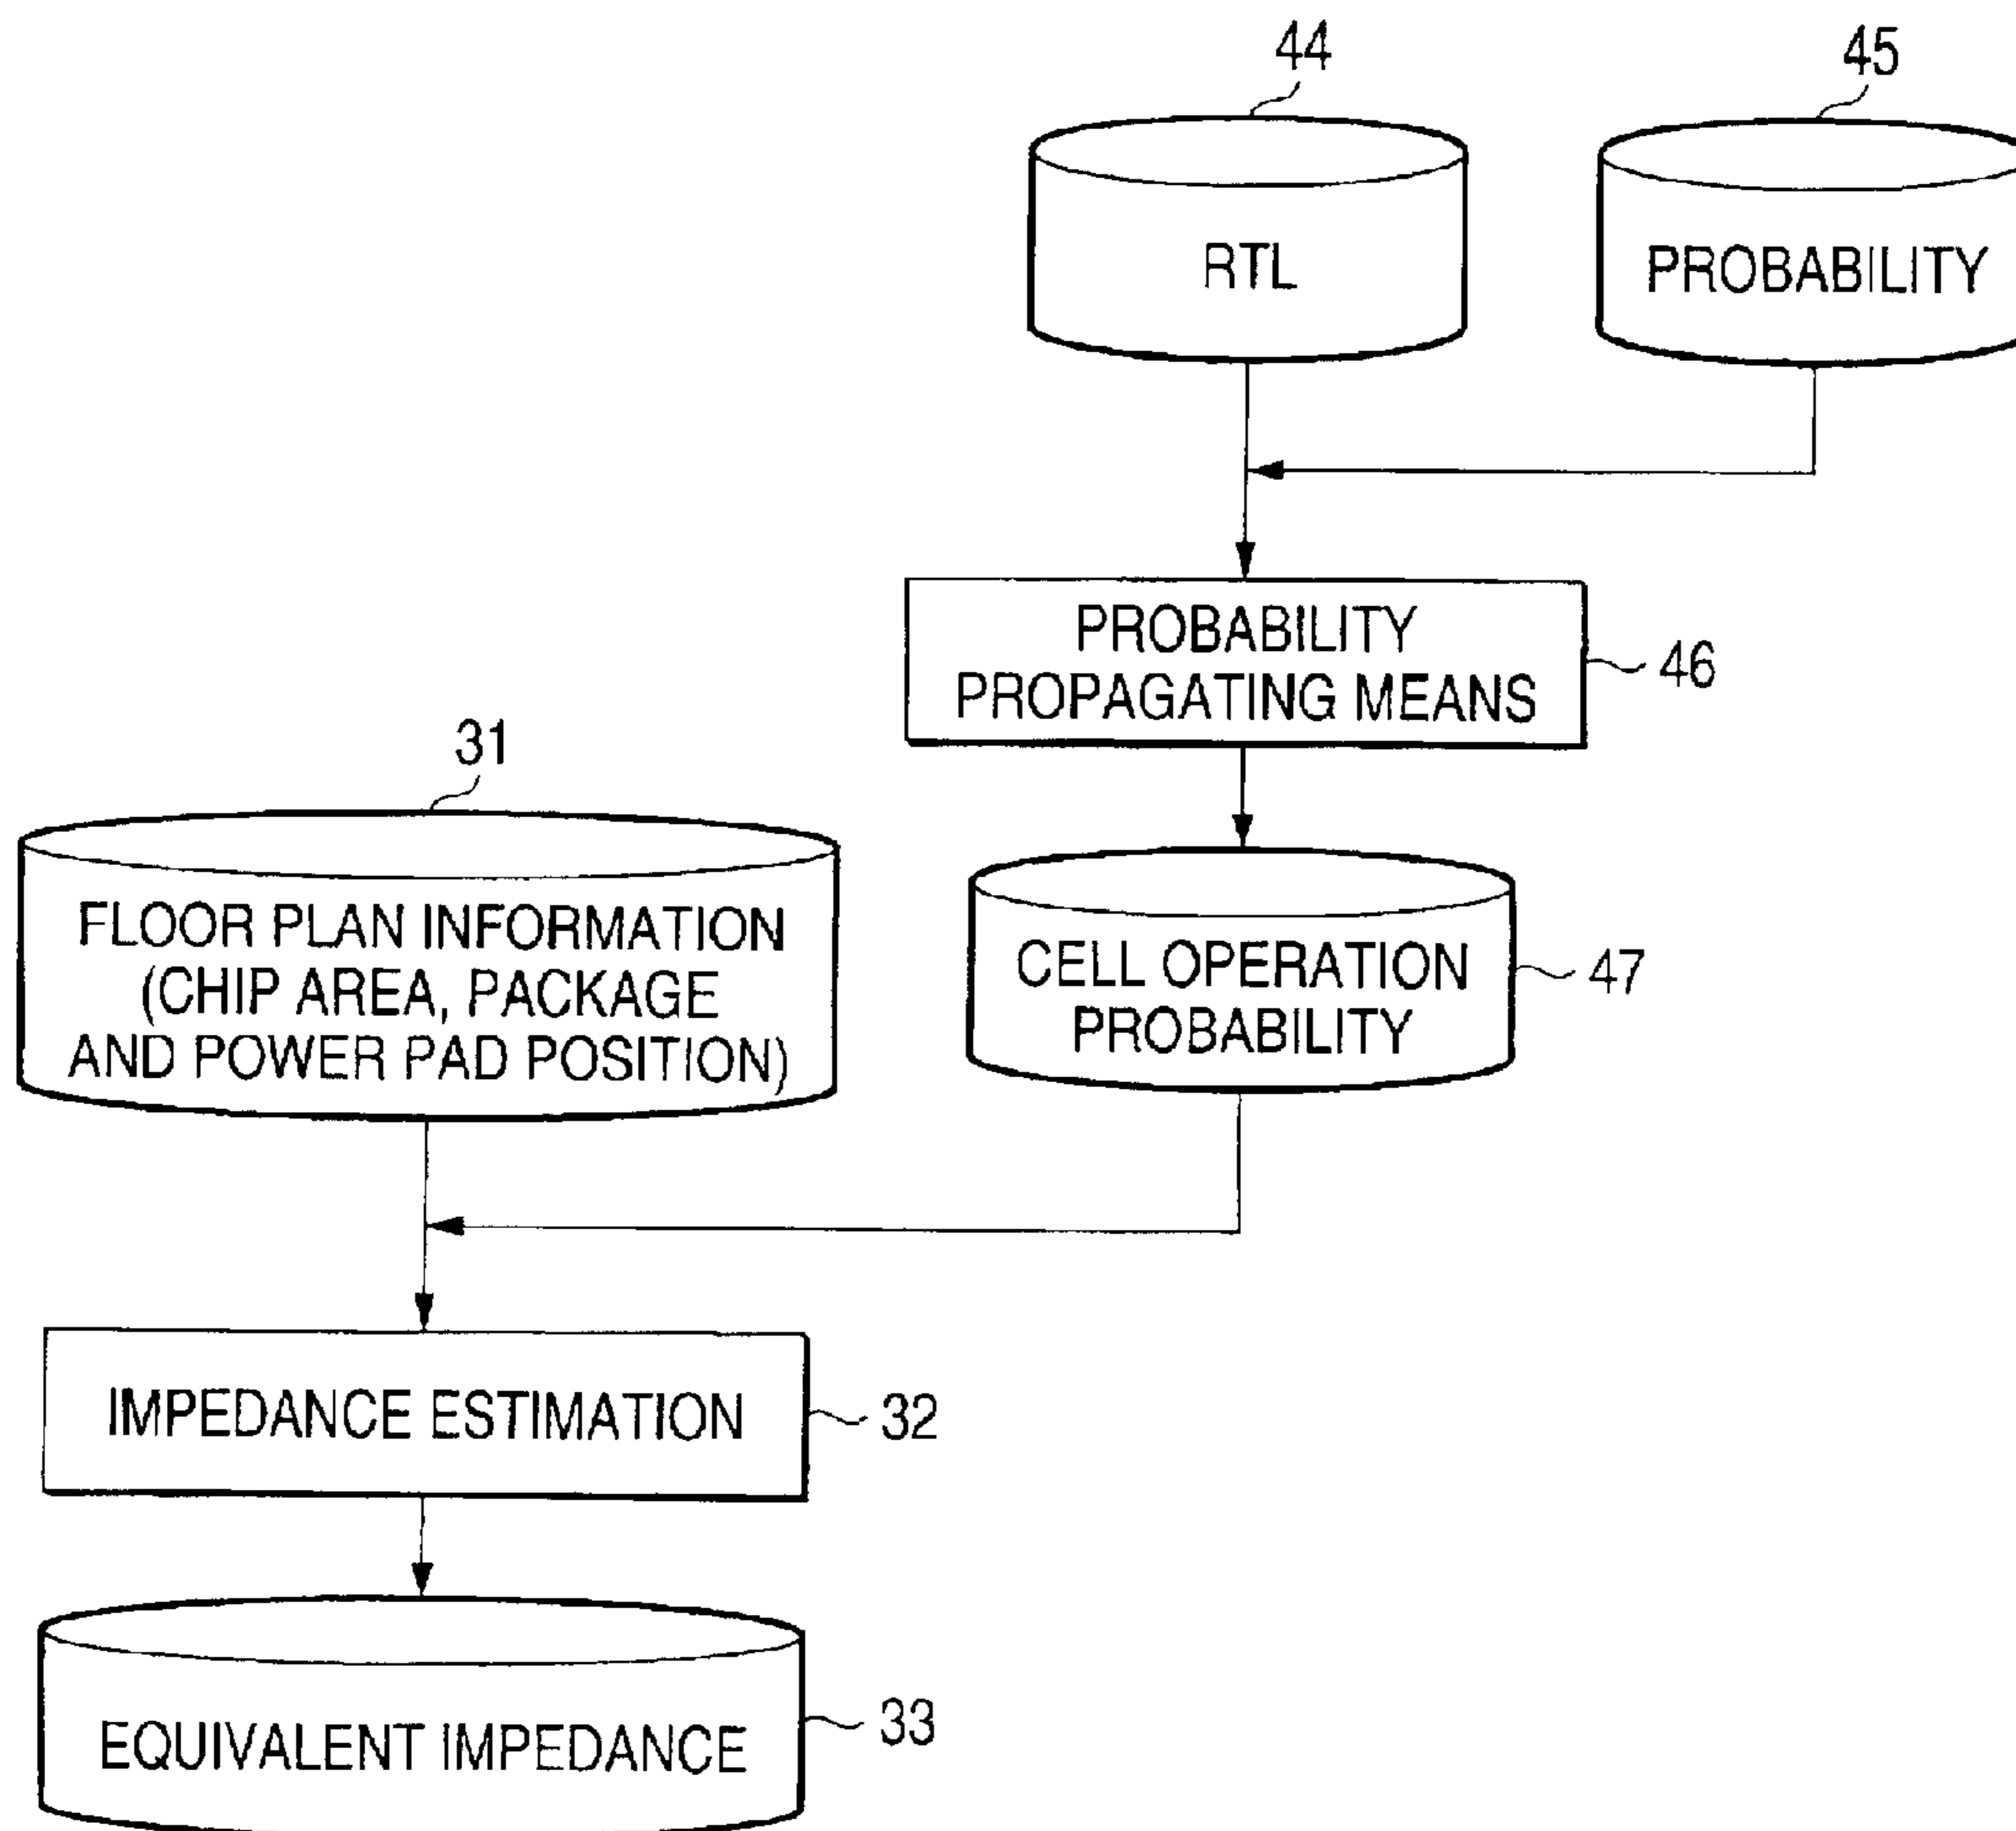 44
45
RTL
PROBABILITY
PROBABILITY
PROPAGATING MEANS
46
31
FLOOR PLAN INFORMATION
(CHIP AREA, PACKAGE
AND POWER PAD POSITION)
CELL OPERATION
PROBABILITY
47
IMPEDANCE ESTIMATION
32
EQUIVALENT IMPEDANCE
33